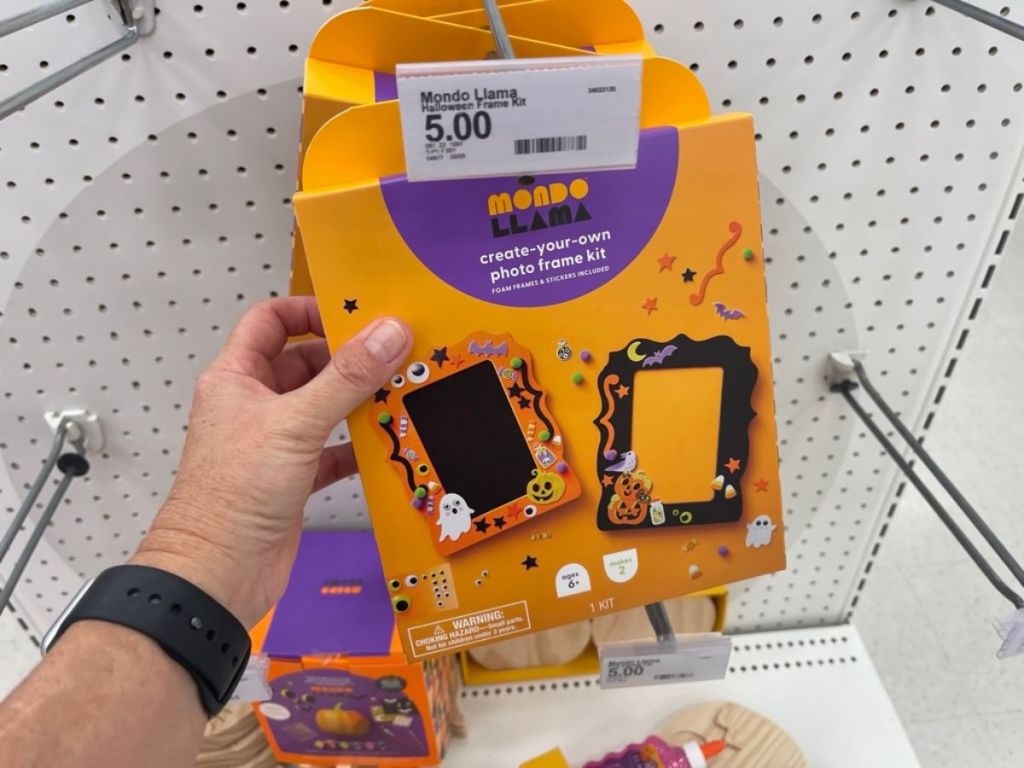 Mondo Llama
34023130
Halloween Frame Kit
5.00
MONDO
LLAMA
create-your-own
photo frame kit
FOAM FRAMES & STICKERS INCLUDED
ages
6+
makes
2
1 KIT
WARNING:
CHOKING HAZARD—Small parts.
Not for children under 3 years.
Mondo Llama
5.00